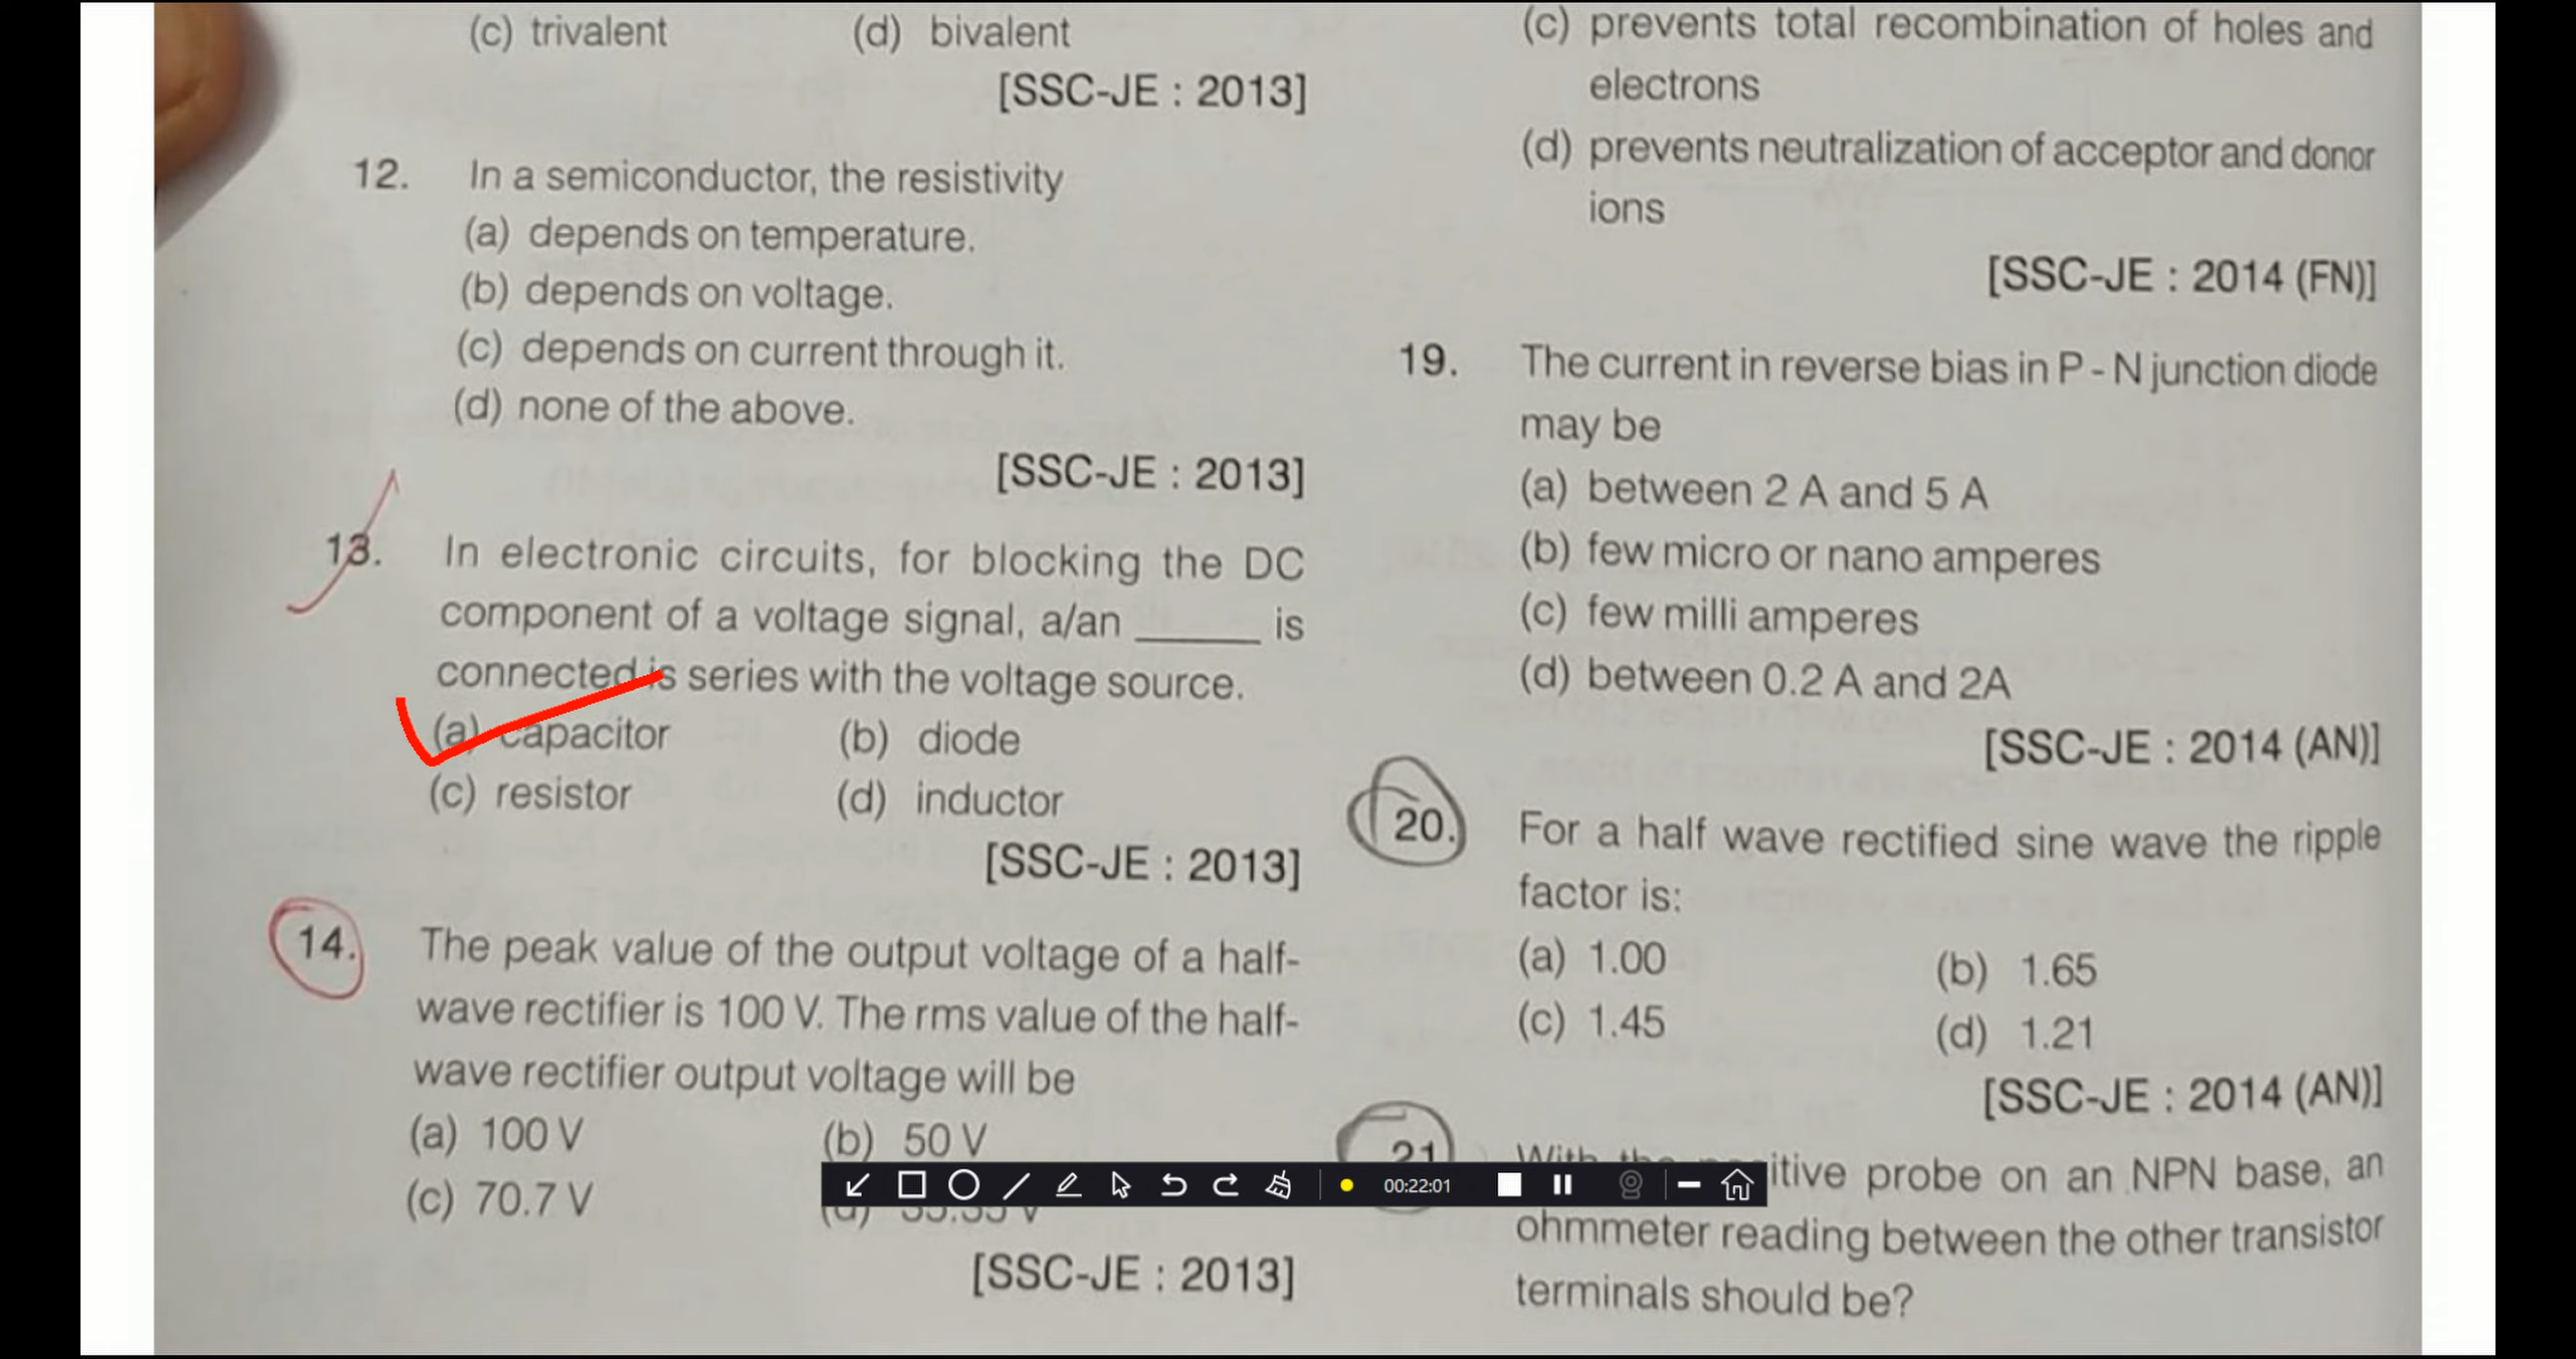 (c) trivalent (d) bivalent
[SSC-JE : 2013]
12. In a semiconductor, the resistivity
(a) depends on temperature.
(b) depends on voltage.
(c) depends on current through it.
(d) none of the above.
[SSC-JE : 2013]
13. In electronic circuits, for blocking the DC
component of a voltage signal, a/an ______ is
connected is series with the voltage source.
(a) capacitor (b) diode
(c) resistor (d) inductor
[SSC-JE : 2013]
14. The peak value of the output voltage of a half-
wave rectifier is 100 V. The rms value of the half-
wave rectifier output voltage will be
(a) 100 V (b) 50 V
(c) 70.7 V
[SSC-JE : 2013]
(c) prevents total recombination of holes and
electrons
(d) prevents neutralization of acceptor and donor
ions
[SSC-JE : 2014 (FN)]
19. The current in reverse bias in P - N junction diode
may be
(a) between 2 A and 5 A
(b) few micro or nano amperes
(c) few milli amperes
(d) between 0.2 A and 2A
[SSC-JE : 2014 (AN)]
20. For a half wave rectified sine wave the ripple
factor is:
(a) 1.00 (b) 1.65
(c) 1.45 (d) 1.21
[SSC-JE : 2014 (AN)]
21 With the probe on an NPN base, an
ohmmeter reading between the other transistor
terminals should be?
00:22:01